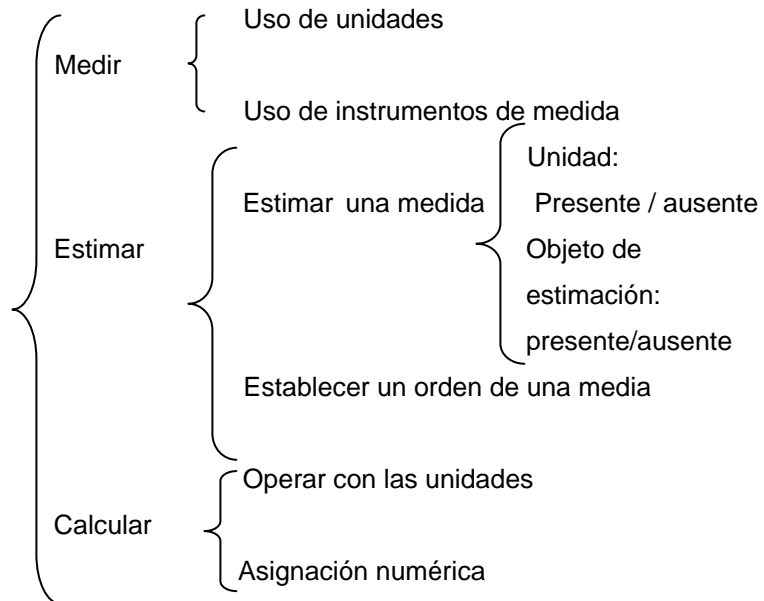 Uso de unidades
Medir
Uso de instrumentos de medida
Unidad:
Estimar una medida
Presente / ausente
Estimar
Objeto de
estimación:
presente/ausente
Establecer un orden de una media
Operar con las unidades
Calcular
Asignación numérica